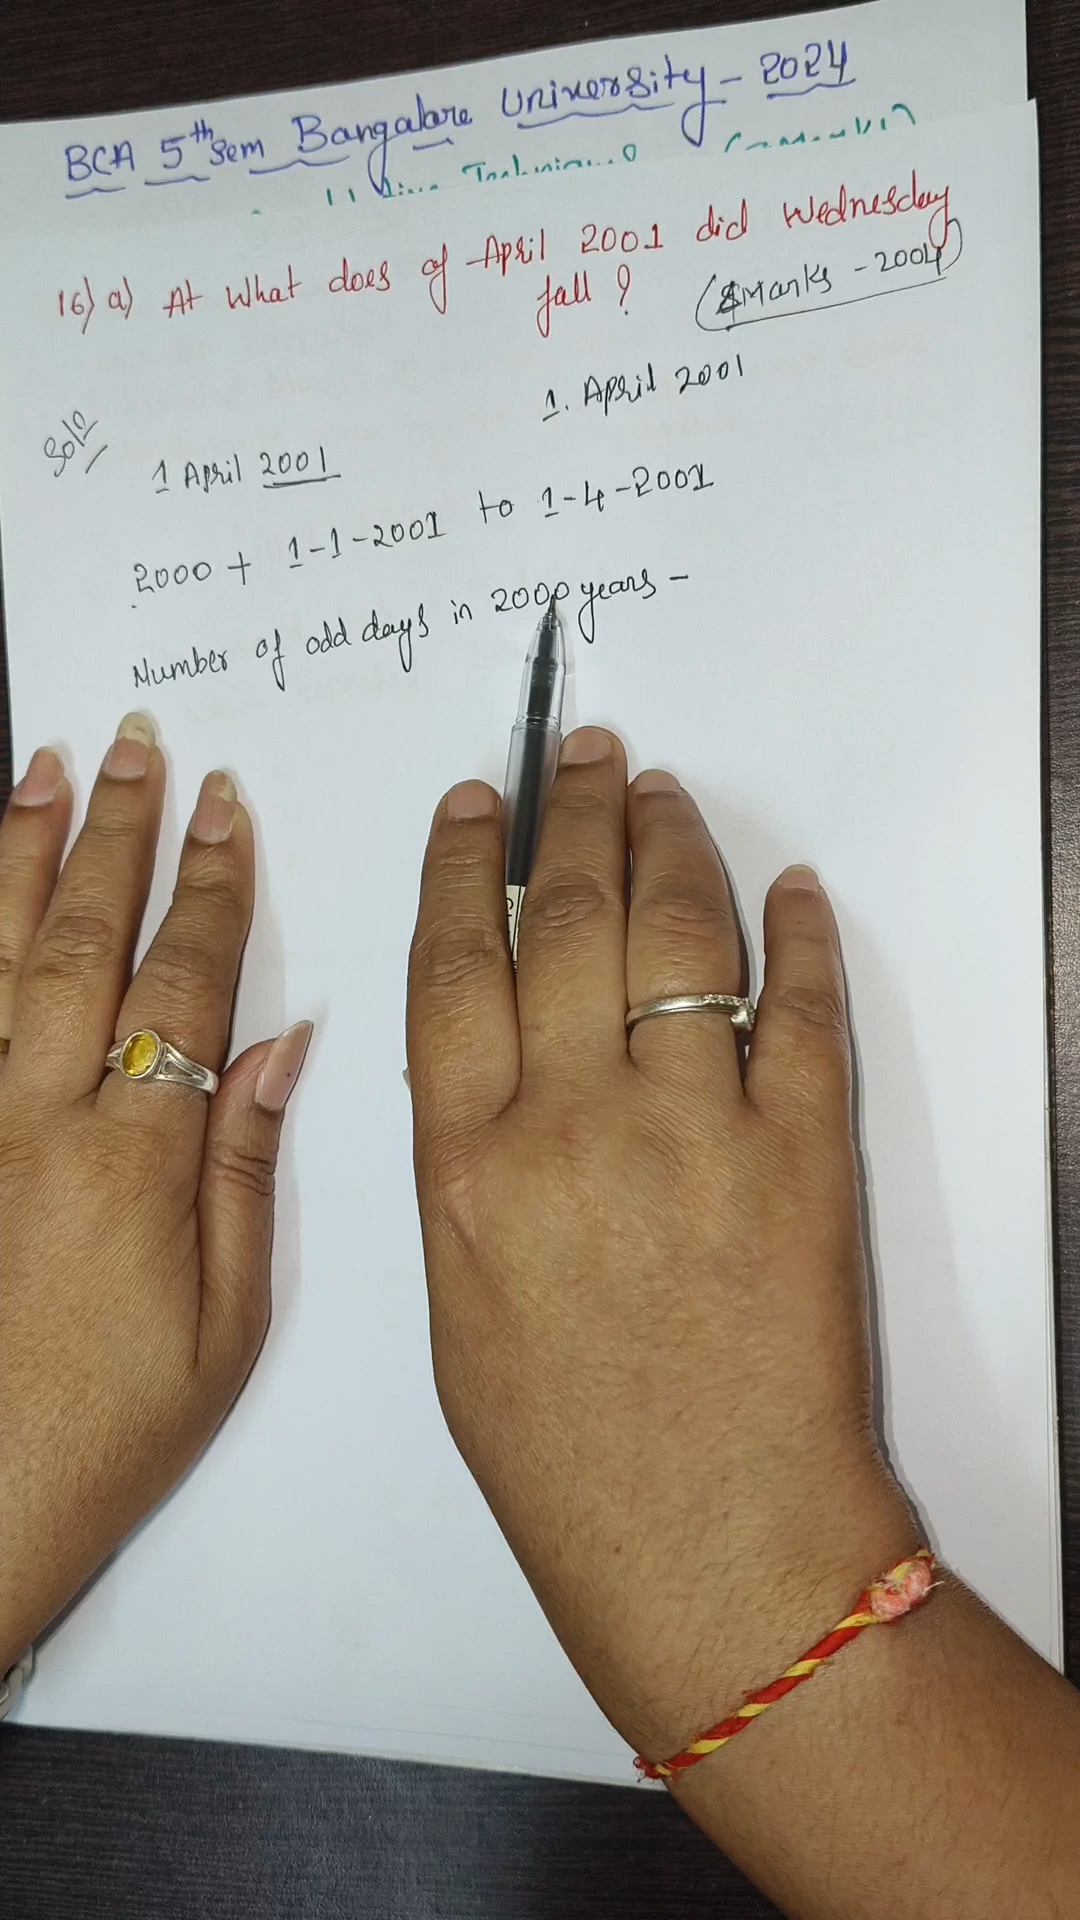 BCA 5th Sem Bangalore University - 2024
16) a) At What does of April 2001 did Wednesday
fall ?
(8 Marks - 2004)
1. April 2001
Soln
1 April 2001
2000 + 1-1-2001 to 1-4-2001
Number of odd days in 2000 years -